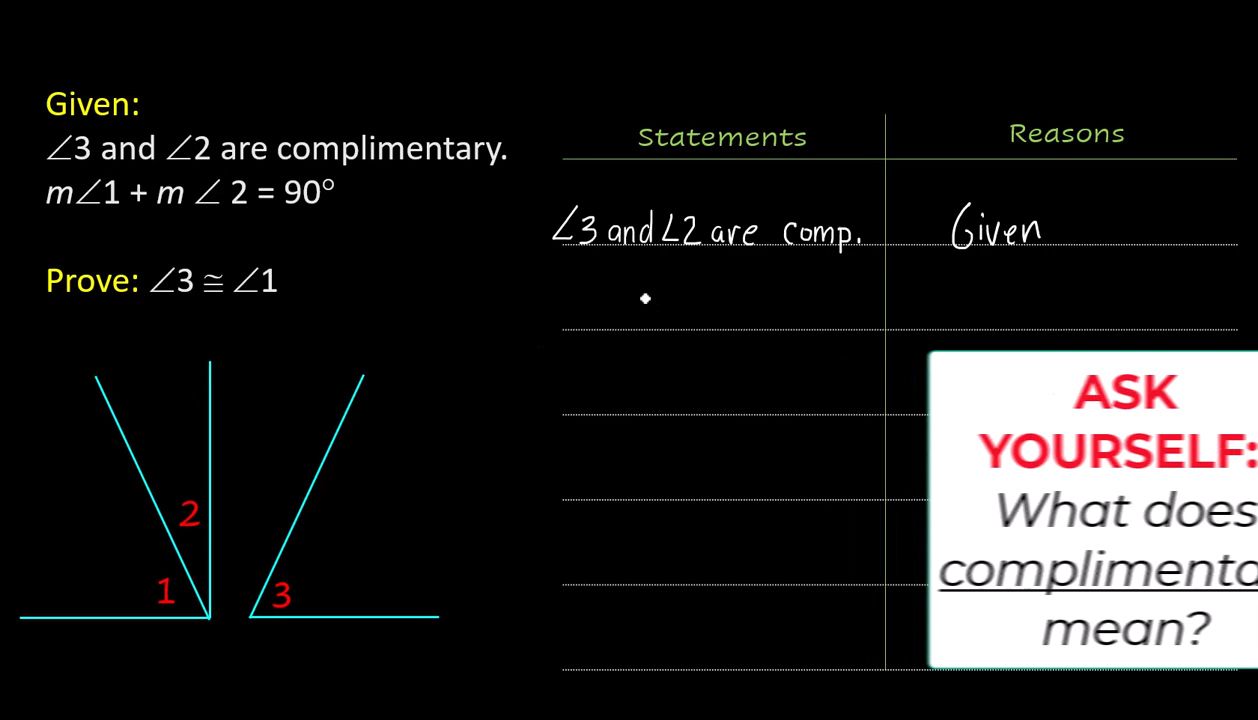 Given:
∠3 and ∠2 are complimentary.
m∠1 + m ∠ 2 = 90°
Prove: ∠3 ≅ ∠1
2
1
3
Statements
Reasons
∠3 and ∠2 are comp.
Given
ASK
YOURSELF:
What does
complimenta
mean?